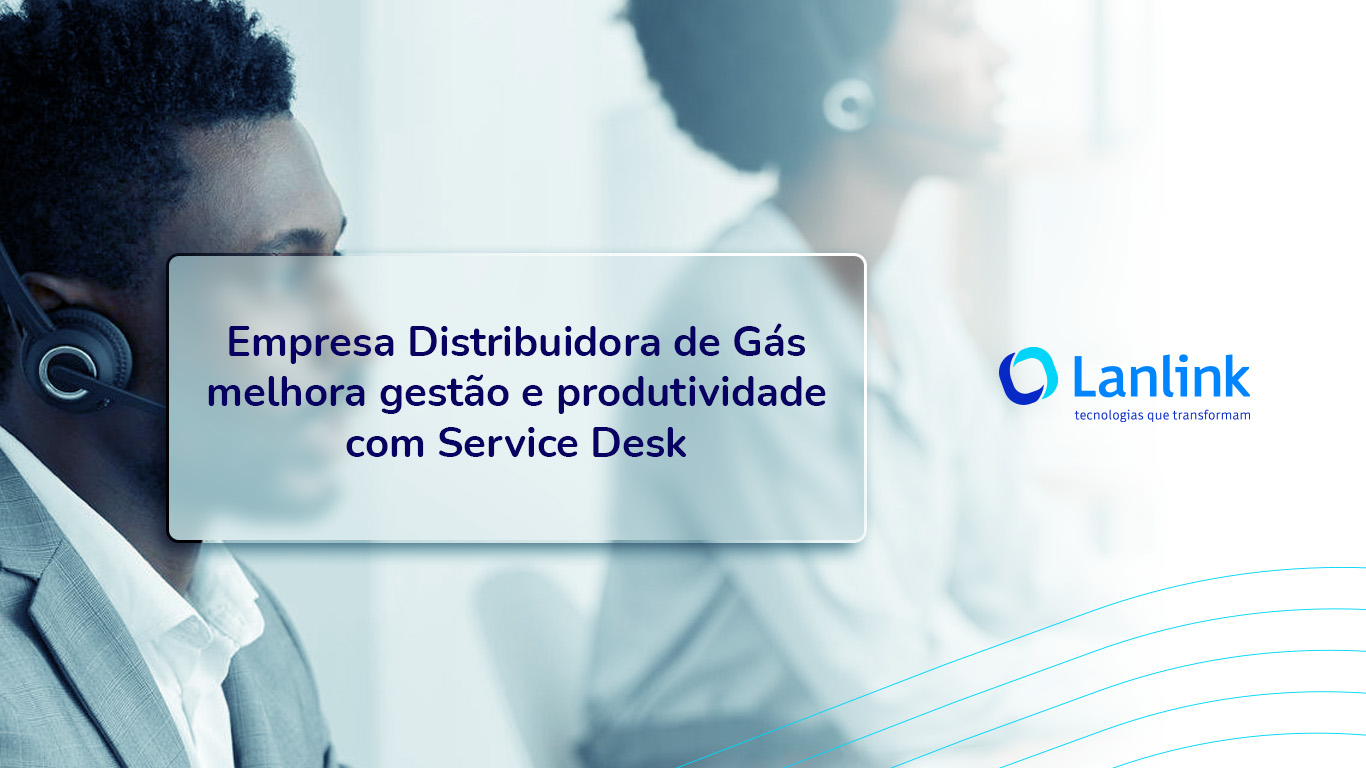 Empresa Distribuidora de Gás
melhora gestão e produtividade
com Service Desk
Lanlink
tecnologias que transformam